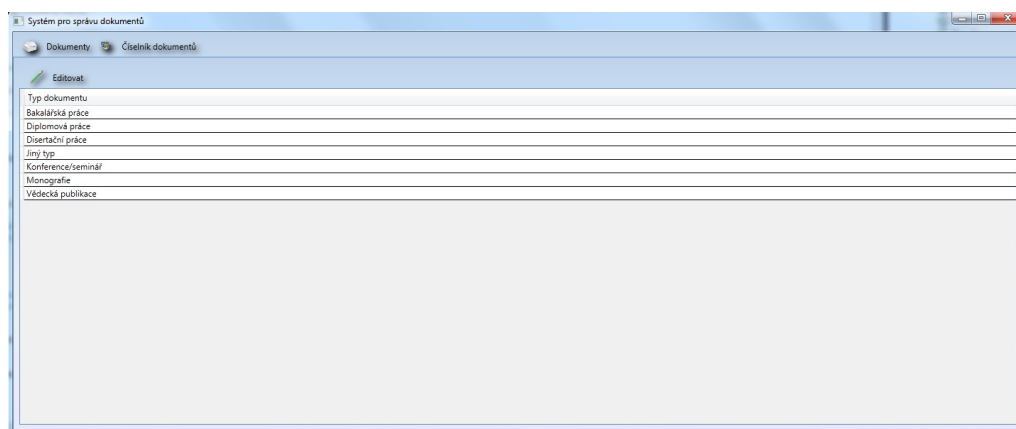 Systém pro správu dokumentů
Dokumenty Číselník dokumentů
Editovat
Typ dokumentu
Bakalářská práce
Diplomová práce
Disertační práce
Jiný typ
Konference/seminář
Monografie
Vědecká publikace